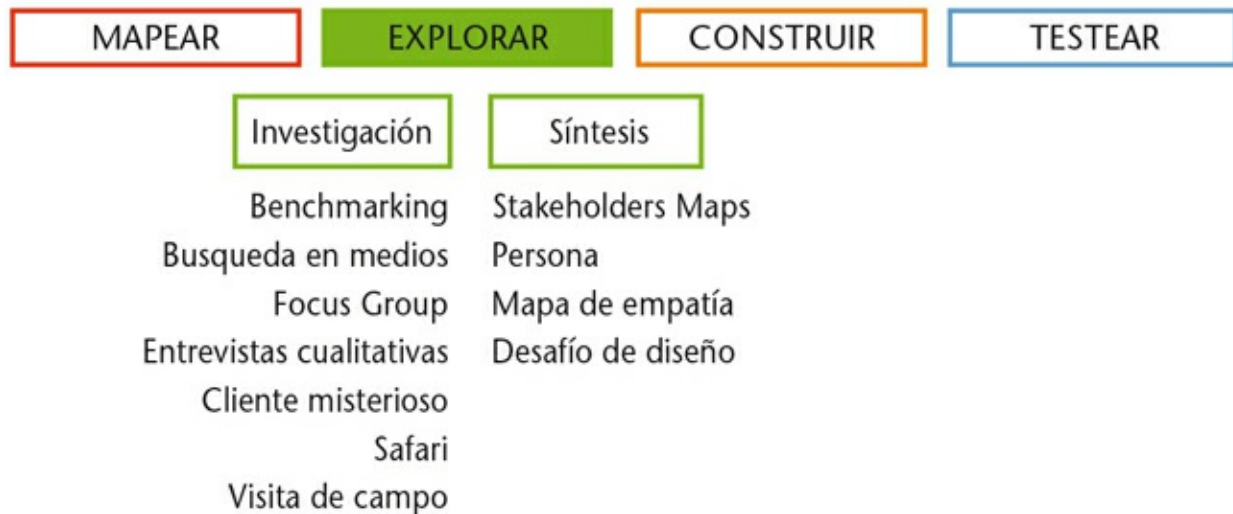 MAPEAR
EXPLORAR
CONSTRUIR
TESTEAR
Investigación
Benchmarking
Busqueda en medios
Focus Group
Entrevistas cualitativas
Cliente misterioso
Safari
Visita de campo
Síntesis
Stakeholders Maps
Persona
Mapa de empatía
Desafío de diseño